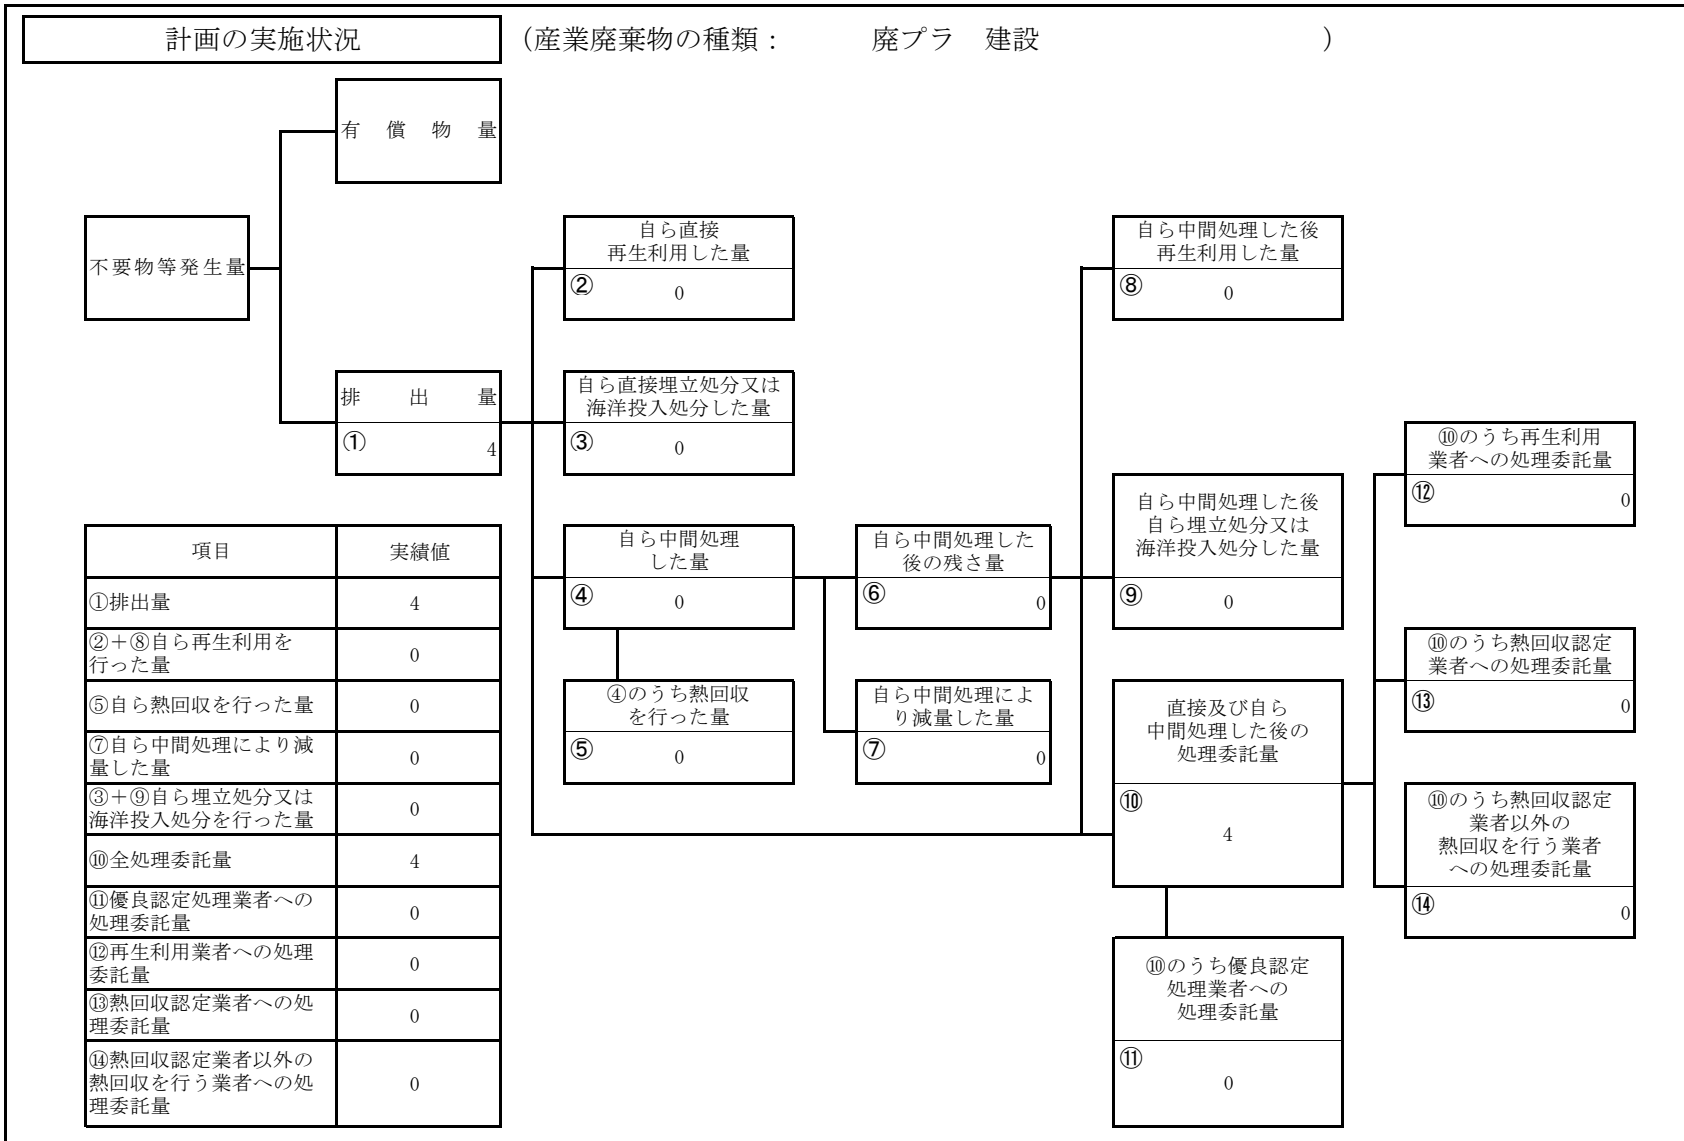 計画の実施状況
（産業廃棄物の種類： 廃プラ 建設 ）
有償物量
不要物等発生量
排出量
① 4
自ら直接
再生利用した量
② 0
自ら直接埋立処分又は
海洋投入処分した量
③ 0
自ら中間処理
した量
④ 0
④のうち熱回収
を行った量
⑤ 0
自ら中間処理した
後の残さ量
⑥ 0
自ら中間処理によ
り減量した量
⑦ 0
自ら中間処理した後
再生利用した量
⑧ 0
自ら中間処理した後
自ら埋立処分又は
海洋投入処分した量
⑨ 0
直接及び自ら
中間処理した後の
処理委託量
⑩
4
⑩のうち優良認定
処理業者への
処理委託量
⑪
0
⑩のうち再生利用
業者への処理委託量
⑫ 0
⑩のうち熱回収認定
業者への処理委託量
⑬ 0
⑩のうち熱回収認定
業者以外の
熱回収を行う業者
への処理委託量
⑭ 0
項目 実績値
①排出量 4
②＋⑧自ら再生利用を
行った量 0
⑤自ら熱回収を行った量 0
⑦自ら中間処理により減
量した量 0
③＋⑨自ら埋立処分又は
海洋投入処分を行った量 0
⑩全処理委託量 4
⑪優良認定処理業者への
処理委託量 0
⑫再生利用業者への処理
委託量 0
⑬熱回収認定業者への処
理委託量 0
⑭熱回収認定業者以外の
熱回収を行う業者への処
理委託量 0